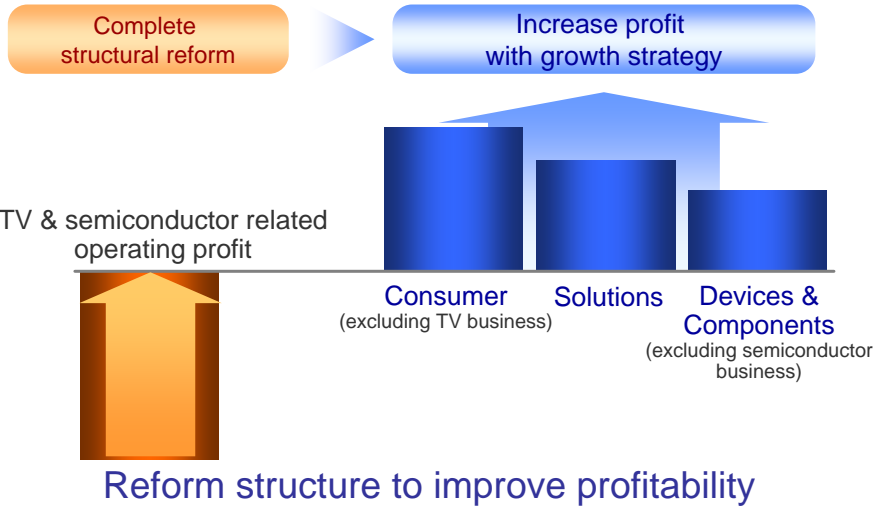 Complete
structural reform
Increase profit
with growth strategy
TV & semiconductor related
operating profit
Consumer
(excluding TV business)
Solutions
Devices &
Components
(excluding semiconductor
business)
Reform structure to improve profitability